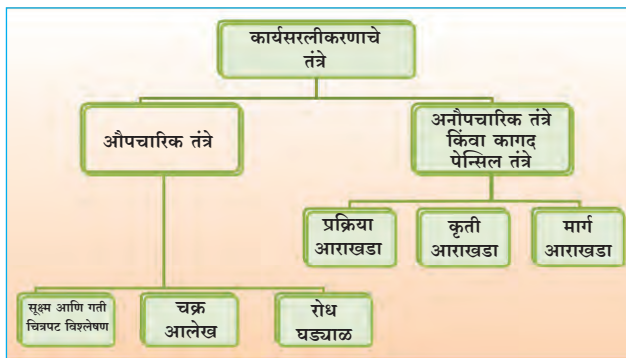 कार्यसरलीकरणाचे
तंत्रे
औपचारिक तंत्रे
अनौपचारिक तंत्रे
किंवा कागद
पेन्सिल तंत्रे
प्रक्रिया
आराखडा
कृती
आराखडा
मार्ग
आराखडा
सूक्ष्म आणि गती
चित्रपट विश्लेषण
चक्र
आलेख
रोध
घड्याळ